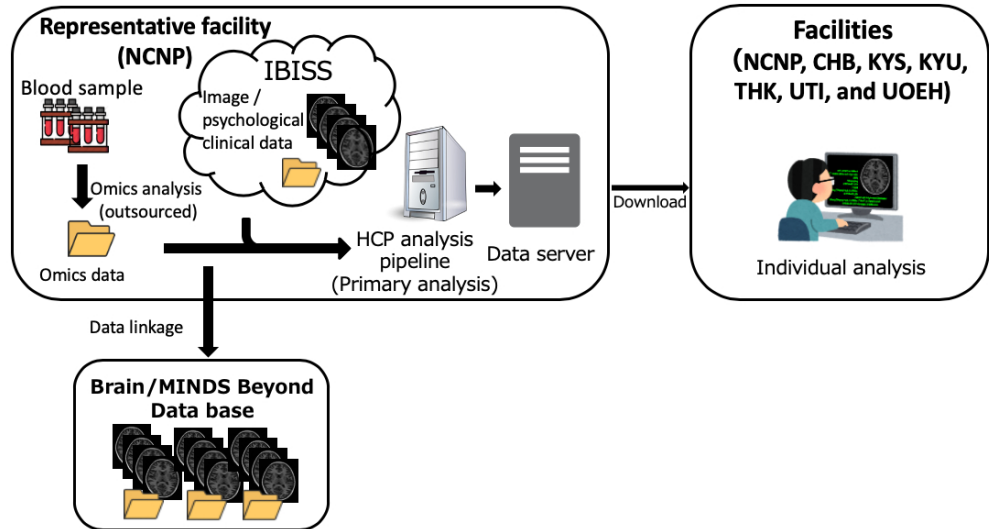 Representative facility
(NCNP)
Blood sample
Omics analysis
(outsourced)
Omics data
IBISS
Image /
psychological
clinical data
HCP analysis
pipeline
(Primary analysis)
Data server
Download
Facilities
(NCNP, CHB, KYS, KYU,
THK, UTI, and UOEH)
Individual analysis
Data linkage
Brain/MINDS Beyond
Data base